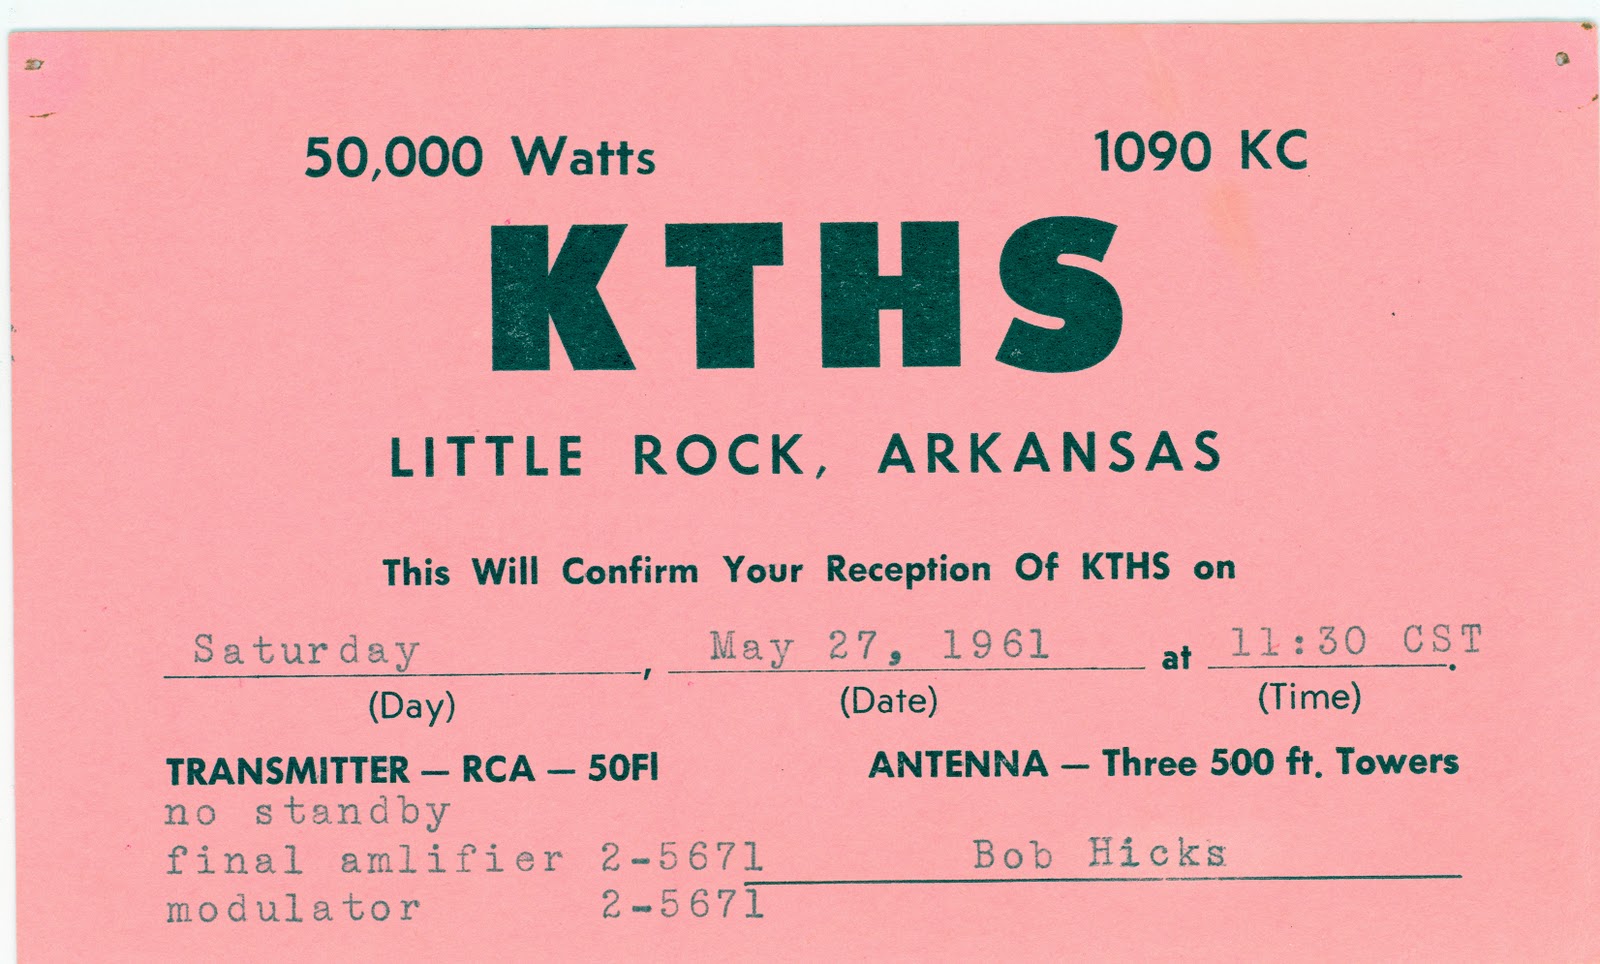 50,000 Watts 1090 KC
KTHS
LITTLE ROCK, ARKANSAS
This Will Confirm Your Reception Of KTHS on
Saturday, May 27, 1961 at 11:30 CST.
(Day) (Date) (Time)
TRANSMITTER — RCA — 50Fl ANTENNA — Three 500 ft. Towers
no standby
final amlifier 2-5671 Bob Hicks
modulator 2-5671